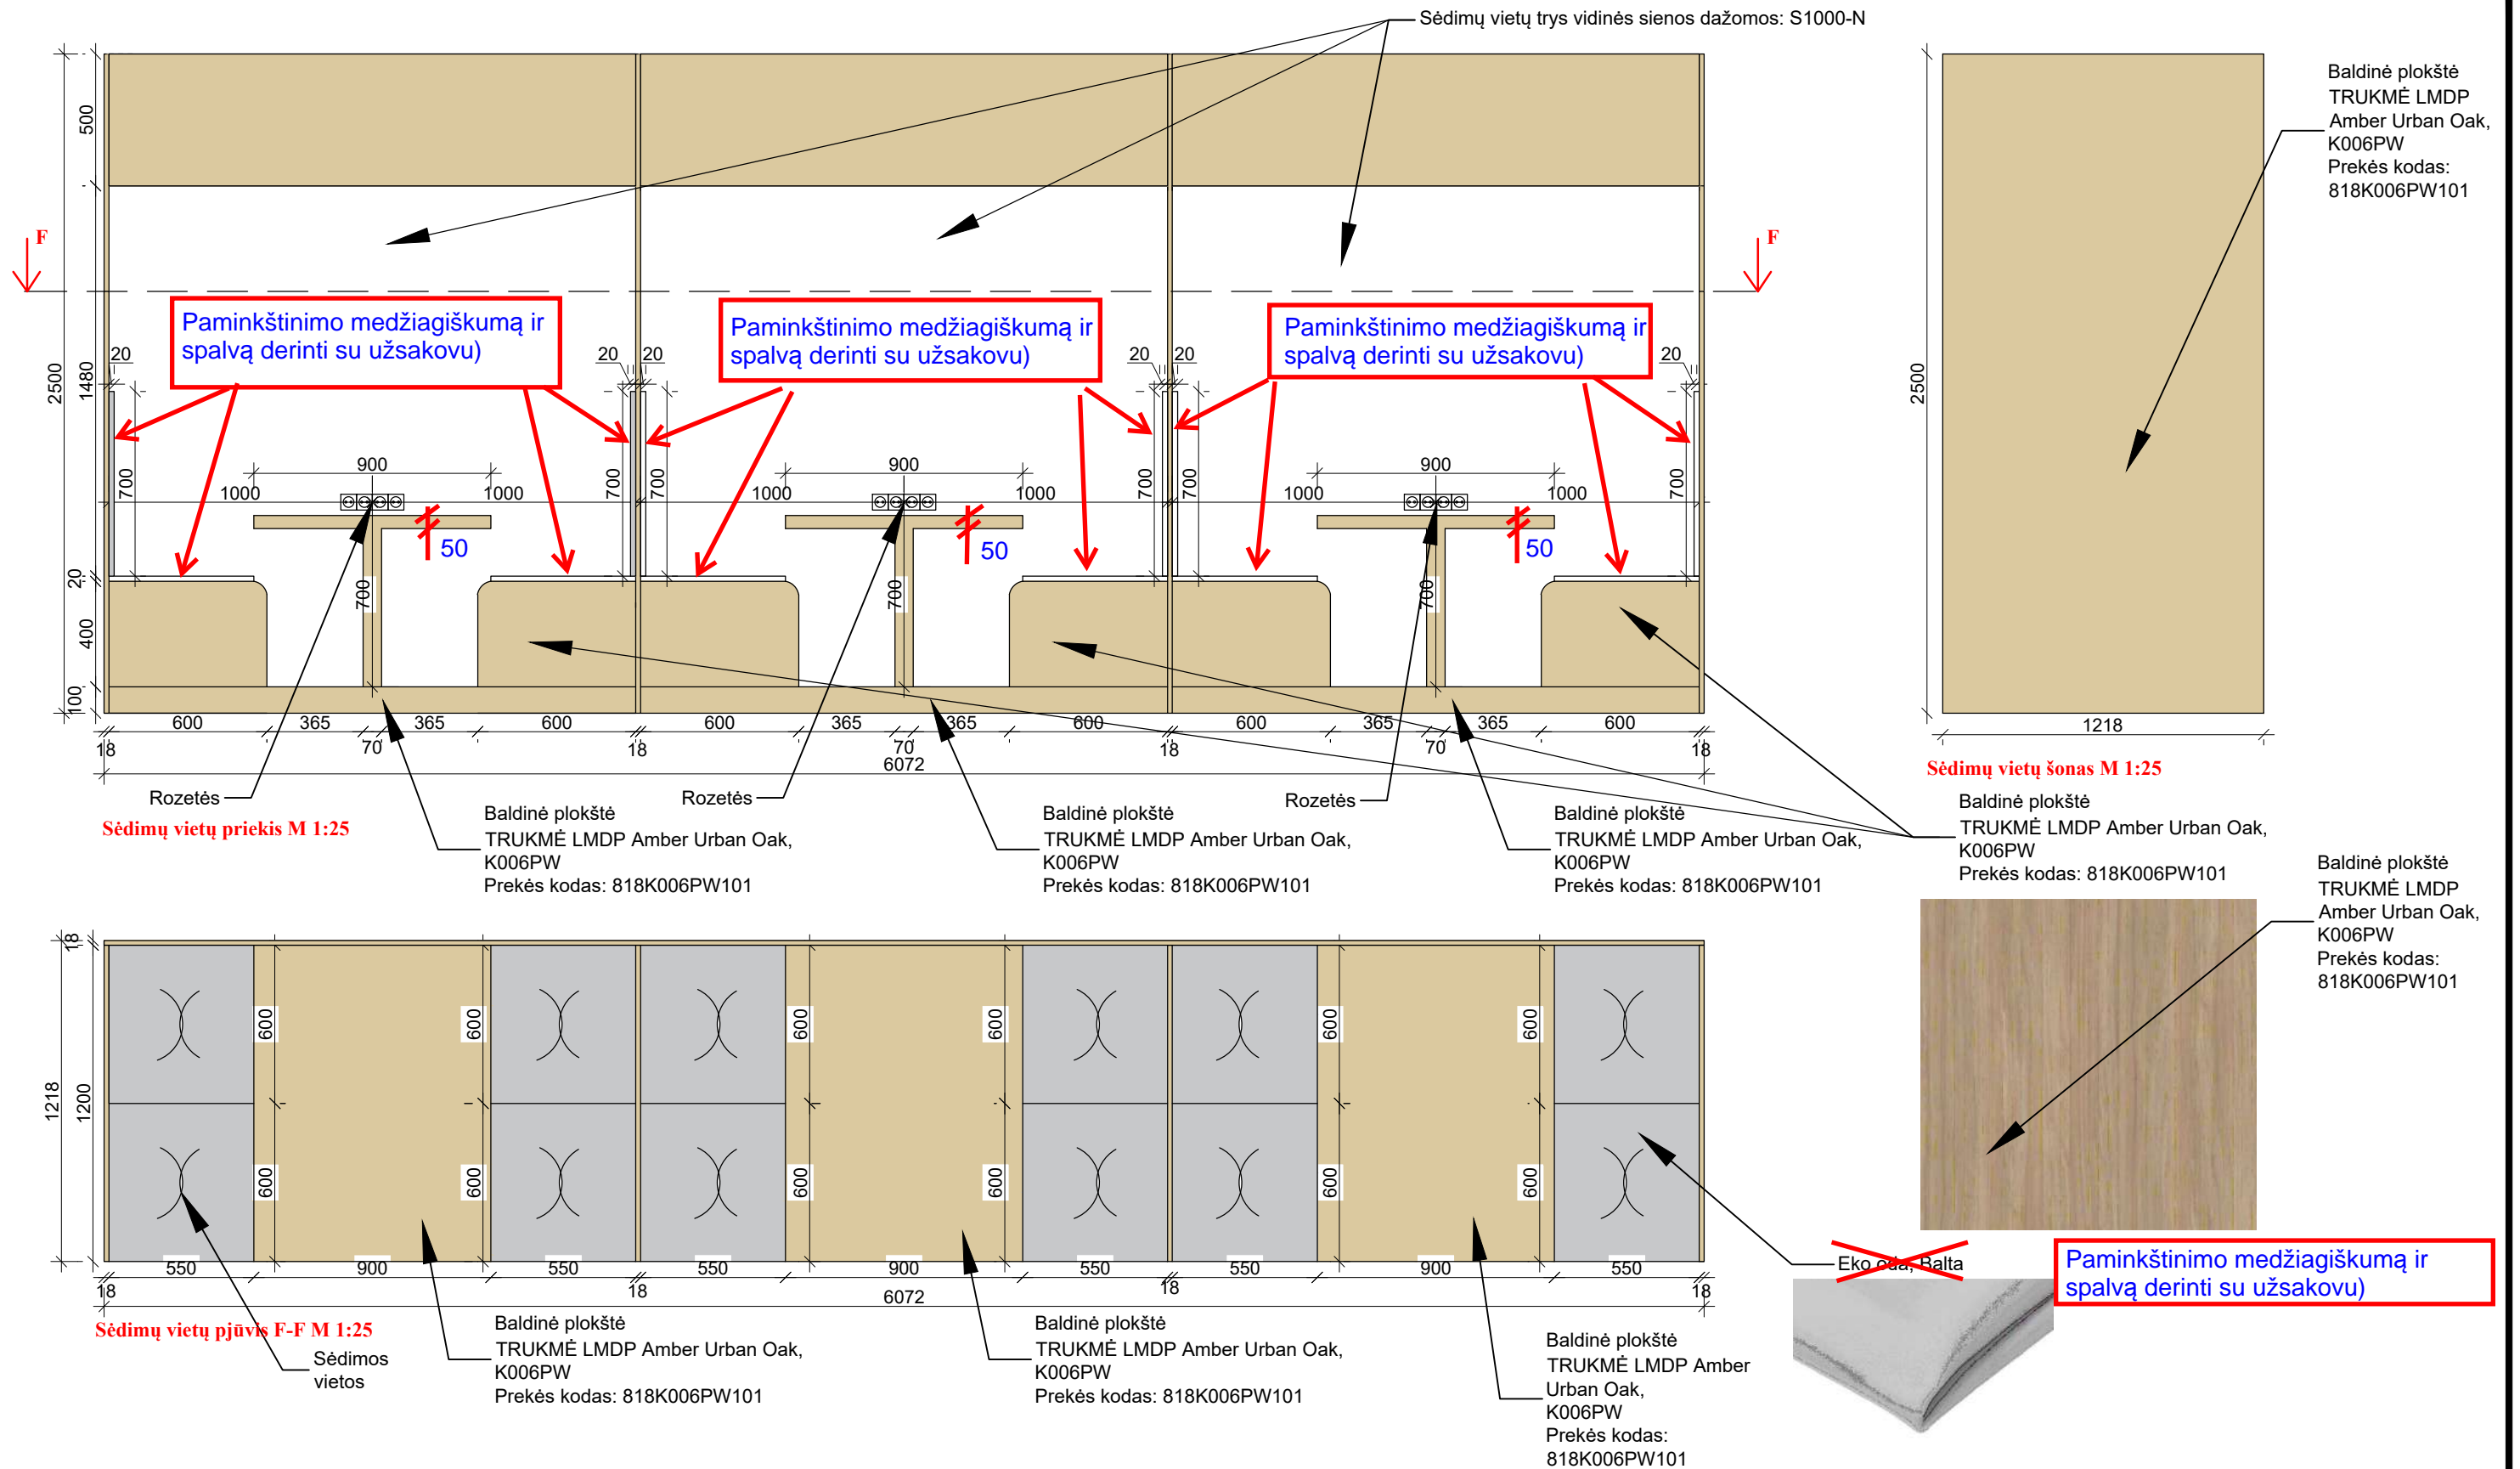 Sėdimų vietų trys vidinės sienos dažomos: S1000-N
Baldinė plokštė
TRUKMĖ LMDP
Amber Urban Oak,
K006PW
Prekės kodas:
818K006PW101
F
F
Paminkštinimo medžiagiškumą ir
spalvą derinti su užsakovu)
Paminkštinimo medžiagiškumą ir
spalvą derinti su užsakovu)
Paminkštinimo medžiagiškumą ir
spalvą derinti su užsakovu)
2500
500
1480
20
400
100
20
20
20
20
20
20
700
700
700
700
700
700
900
900
900
1000
1000
1000
1000
1000
1000
50
50
50
700
700
700
2500
600
365
365
600
600
365
365
600
600
365
365
600
18
70
18
70
18
70
18
6072
1218
Sėdimų vietų šonas M 1:25
Rozetės
Rozetės
Rozetės
Sėdimų vietų priekis M 1:25
Baldinė plokštė
TRUKMĖ LMDP Amber Urban Oak,
K006PW
Prekės kodas: 818K006PW101
Baldinė plokštė
TRUKMĖ LMDP Amber Urban Oak,
K006PW
Prekės kodas: 818K006PW101
Baldinė plokštė
TRUKMĖ LMDP Amber Urban Oak,
K006PW
Prekės kodas: 818K006PW101
Baldinė plokštė
TRUKMĖ LMDP Amber Urban Oak,
K006PW
Prekės kodas: 818K006PW101
Baldinė plokštė
TRUKMĖ LMDP
Amber Urban Oak,
K006PW
Prekės kodas:
818K006PW101
18
1218
1200
600
600
600
600
600
600
600
600
600
600
600
600
550
900
550
550
900
550
550
900
550
18
18
18
18
6072
Sėdimų vietų pjūvis F-F M 1:25
Sėdimos
vietos
Baldinė plokštė
TRUKMĖ LMDP Amber Urban Oak,
K006PW
Prekės kodas: 818K006PW101
Baldinė plokštė
TRUKMĖ LMDP Amber Urban Oak,
K006PW
Prekės kodas: 818K006PW101
Baldinė plokštė
TRUKMĖ LMDP Amber
Urban Oak,
K006PW
Prekės kodas:
818K006PW101
Eko oda, Balta
Paminkštinimo medžiagiškumą ir
spalvą derinti su užsakovu)